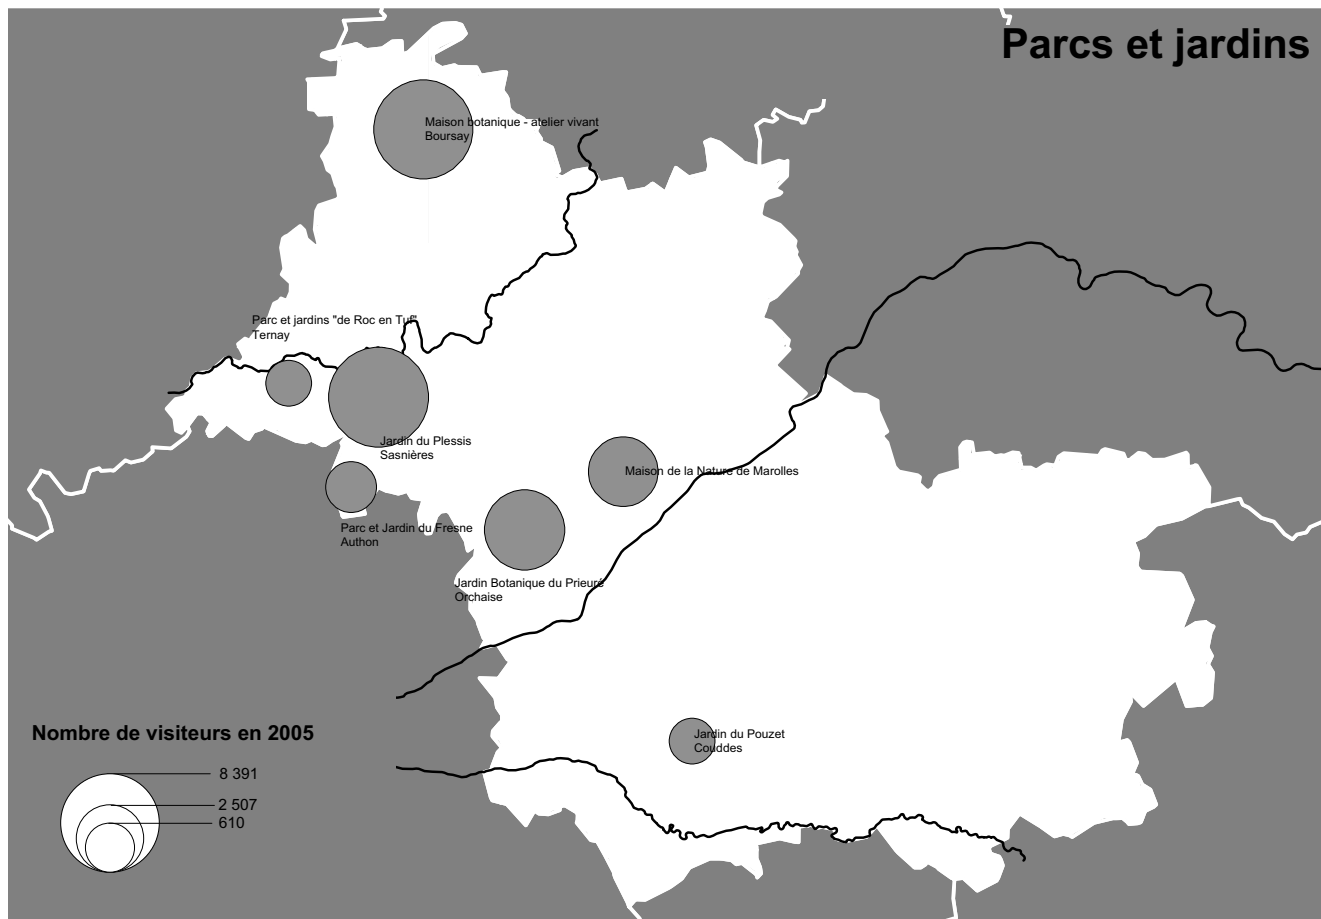 Parcs et jardins
Maison botanique - atelier vivant
Boursay
Parc et jardins "de Roc en Tuf"
Ternay
Jardin du Plessis
Sasnières
Maison de la Nature de Marolles
Parc et Jardin du Fresne
Authon
Jardin Botanique du Prieuré
Orchaise
Jardin du Pouzet
Couddes
Nombre de visiteurs en 2005
8 391
2 507
610